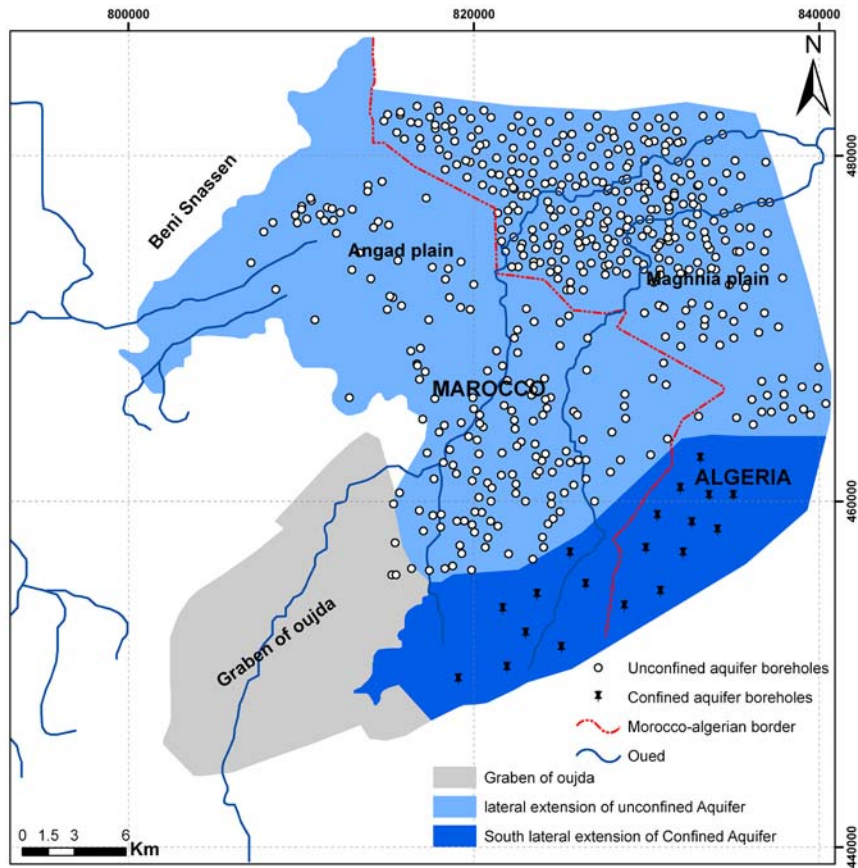 800000
820000
840000
N
480000
Beni Snassen
Angad plain
Maghnia plain
MAROCCO
ALGERIA
460000
Graben of oujda
Unconfined aquifer boreholes
Confined aquifer boreholes
Morocco-algerian border
Oued
Graben of oujda
lateral extension of unconfined Aquifer
South lateral extension of Confined Aquifer
0 1.5 3 6
Km
440000